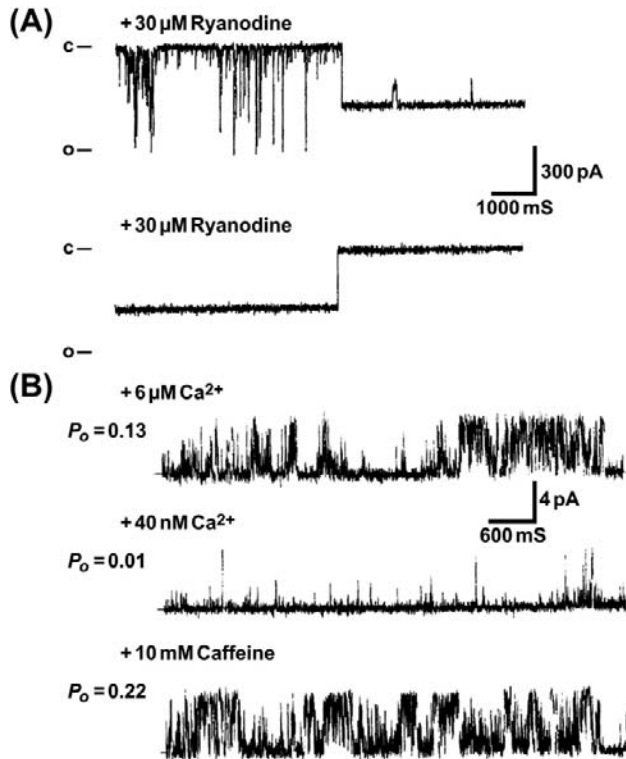 (A)
+ 30 µM Ryanodine
c
o
300 pA
1000 mS
+ 30 µM Ryanodine
c
o
(B)
+ 6 µM Ca²⁺
Pₒ = 0.13
4 pA
600 mS
+ 40 nM Ca²⁺
Pₒ = 0.01
+ 10 mM Caffeine
Pₒ = 0.22